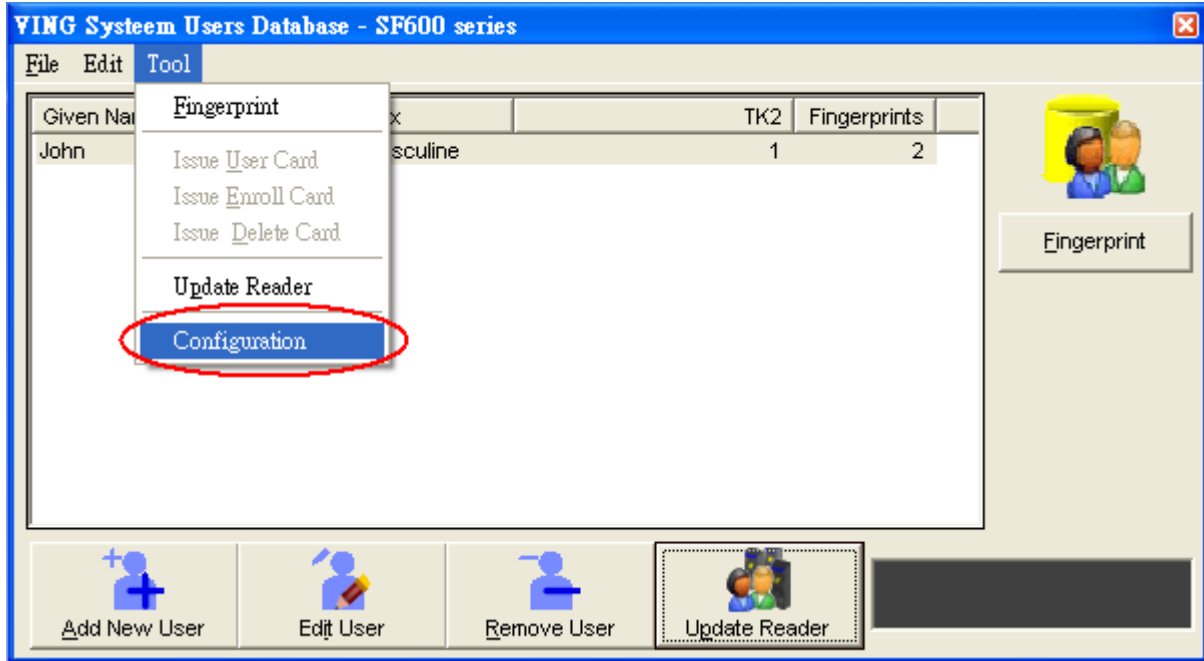 VING Systeem Users Database - SF600 series
File Edit Tool
Given Nar x TK2 Fingerprints
John sculine 1 2
Fingerprint
Issue User Card
Issue Enroll Card
Issue Delete Card
Update Reader
Configuration
Fingerprint
Add New User Edit User Remove User Update Reader